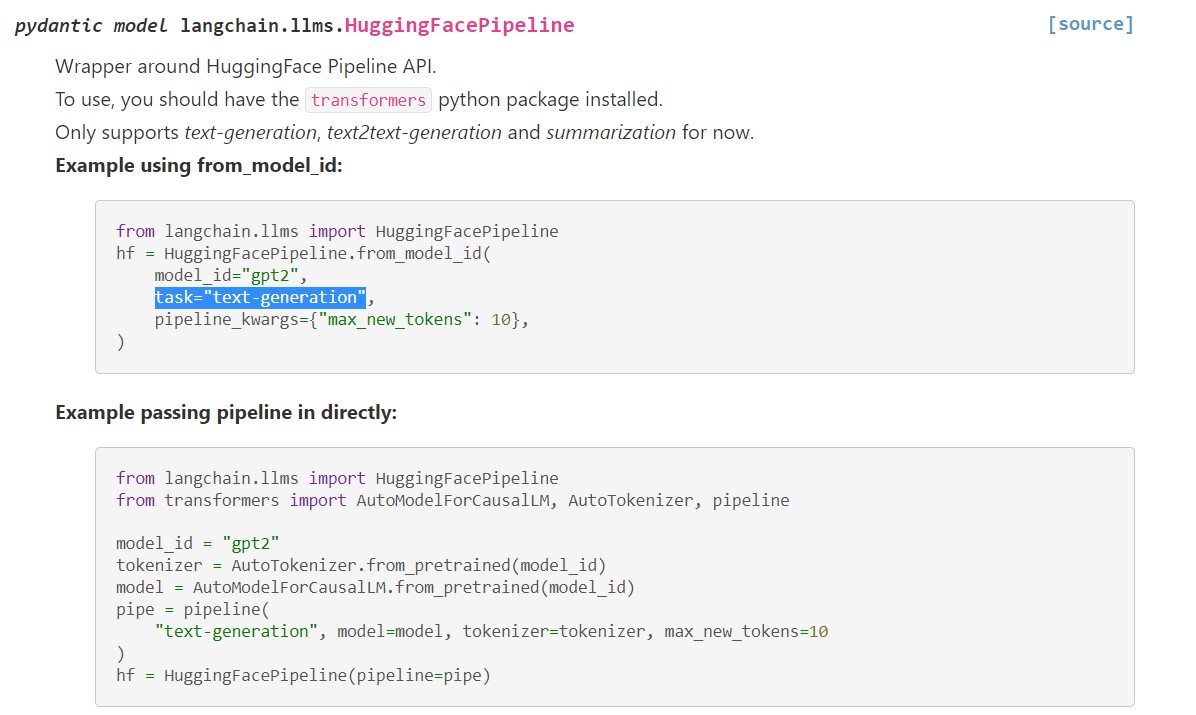 pydantic model langchain.llms.HuggingFacePipeline [source]
Wrapper around HuggingFace Pipeline API.
To use, you should have the transformers python package installed.
Only supports text-generation, text2text-generation and summarization for now.
Example using from_model_id:
from langchain.llms import HuggingFacePipeline
hf = HuggingFacePipeline.from_model_id(
    model_id="gpt2",
    task="text-generation",
    pipeline_kwargs={"max_new_tokens": 10},
)
Example passing pipeline in directly:
from langchain.llms import HuggingFacePipeline
from transformers import AutoModelForCausalLM, AutoTokenizer, pipeline
model_id = "gpt2"
tokenizer = AutoTokenizer.from_pretrained(model_id)
model = AutoModelForCausalLM.from_pretrained(model_id)
pipe = pipeline(
    "text-generation", model=model, tokenizer=tokenizer, max_new_tokens=10
)
hf = HuggingFacePipeline(pipeline=pipe)